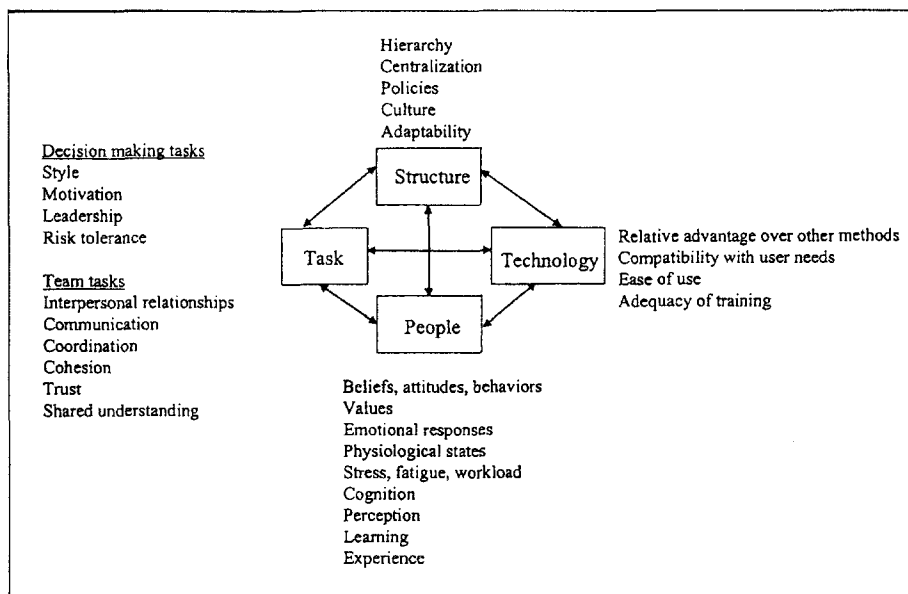 Hierarchy
Centralization
Policies
Culture
Adaptability
Structure
Decision making tasks
Style
Motivation
Leadership
Risk tolerance
Task
Technology
Relative advantage over other methods
Compatibility with user needs
Ease of use
Adequacy of training
Team tasks
Interpersonal relationships
Communication
Coordination
Cohesion
Trust
Shared understanding
People
Beliefs, attitudes, behaviors
Values
Emotional responses
Physiological states
Stress, fatigue, workload
Cognition
Perception
Learning
Experience